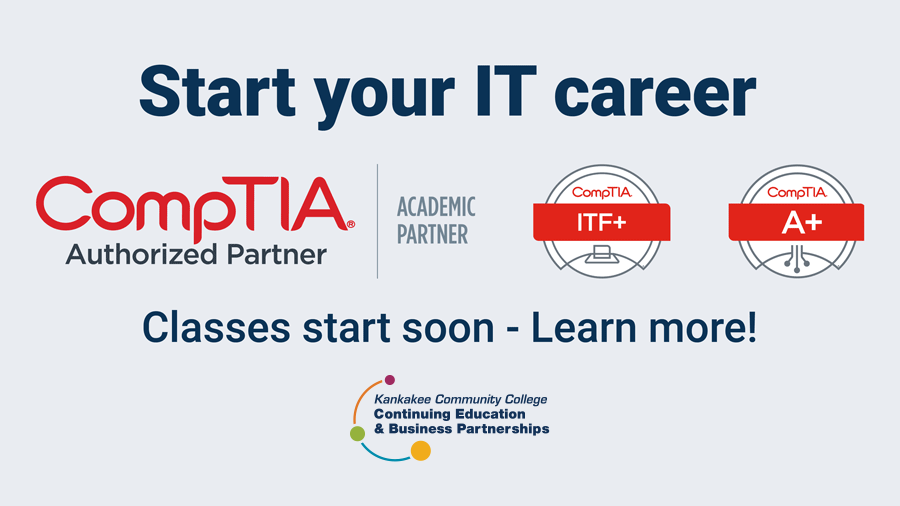 Start your IT career
CompTIA®
Authorized Partner
ACADEMIC
PARTNER
CompTIA.
ITF+
CompTIA.
A+
Classes start soon - Learn more!
Kankakee Community College
Continuing Education
& Business Partnerships